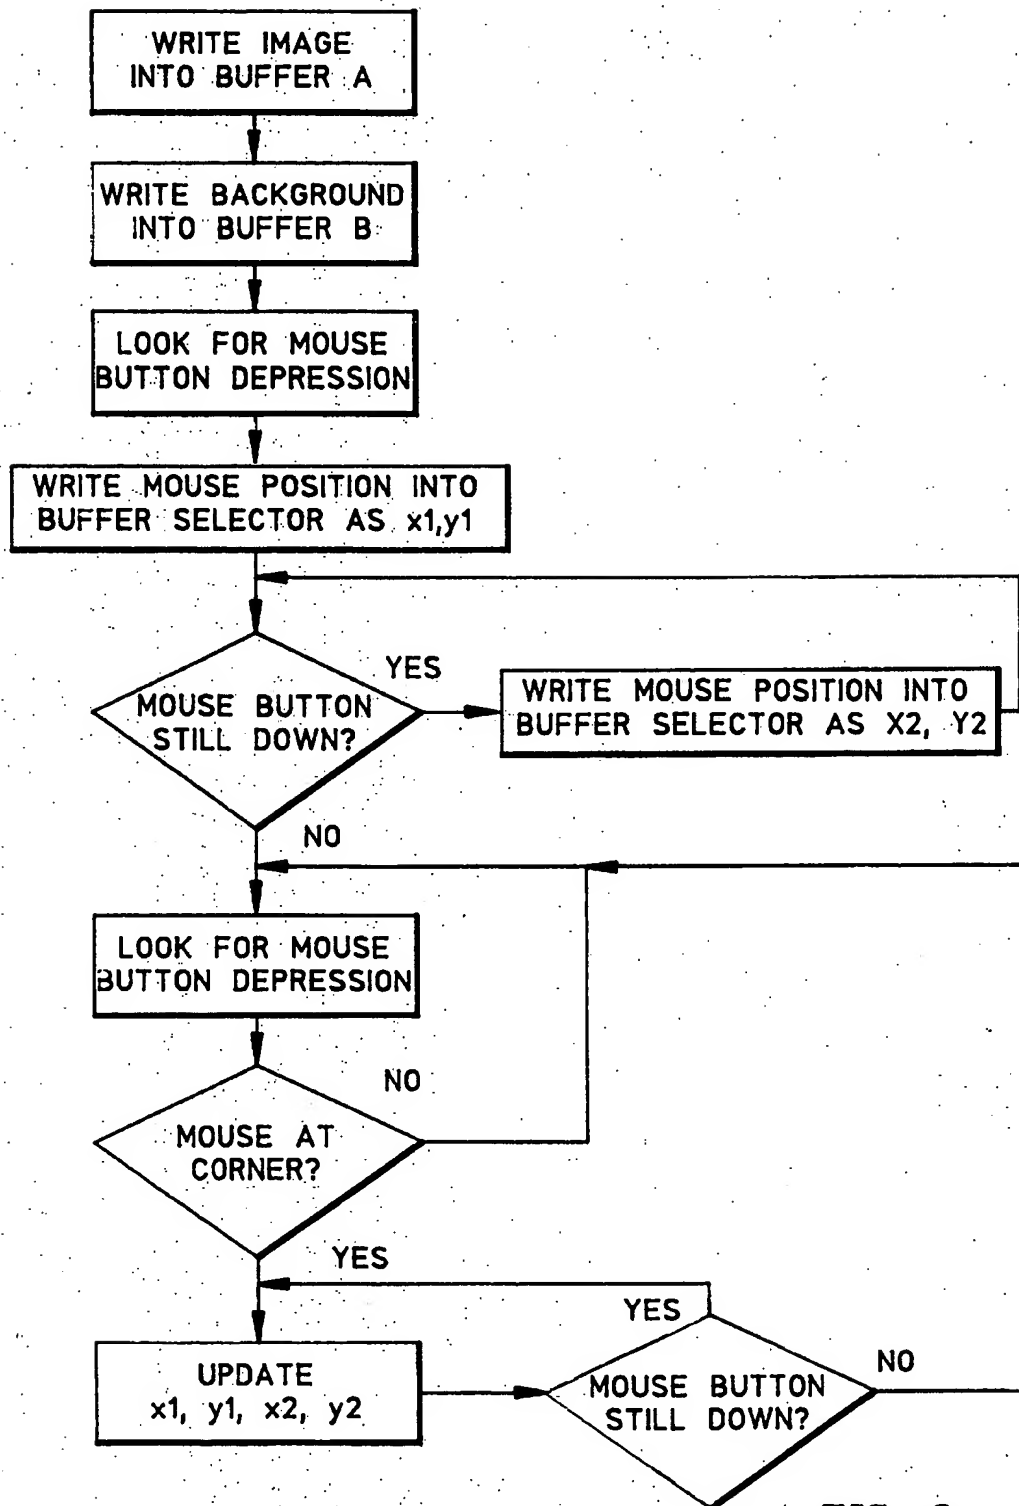 WRITE IMAGE
INTO BUFFER A
WRITE BACKGROUND
INTO BUFFER B
LOOK FOR MOUSE
BUTTON DEPRESSION
WRITE MOUSE POSITION INTO
BUFFER SELECTOR AS x1,y1
YES
MOUSE BUTTON
STILL DOWN?
WRITE MOUSE POSITION INTO
BUFFER SELECTOR AS X2, Y2
NO
LOOK FOR MOUSE
BUTTON DEPRESSION
NO
MOUSE AT
CORNER?
YES
YES
UPDATE
x1, y1, x2, y2
MOUSE BUTTON
STILL DOWN?
NO